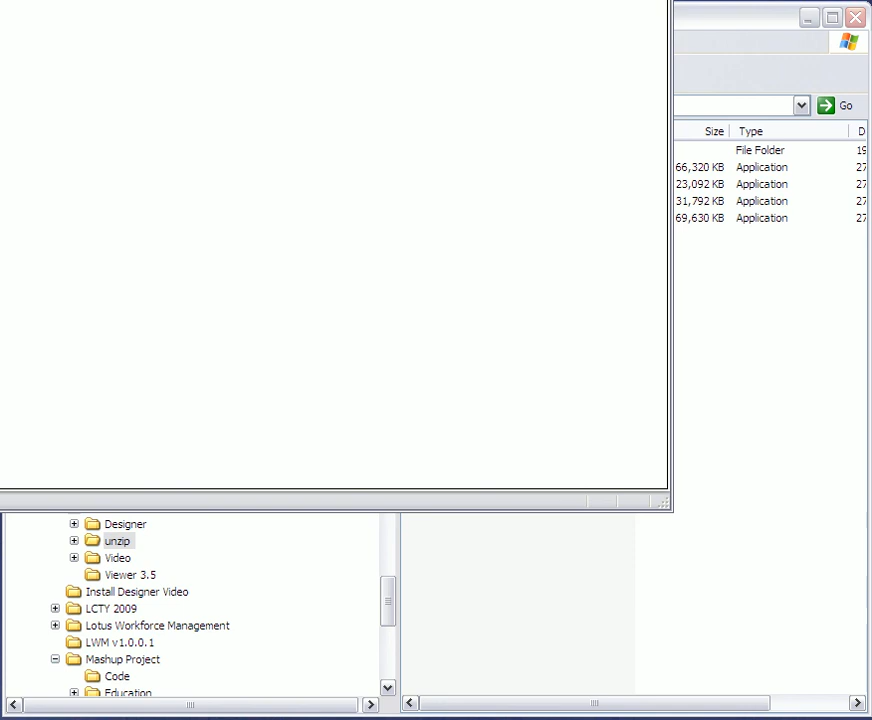 Go
Size Type D
File Folder 19
66,320 KB Application 27
23,092 KB Application 27
31,792 KB Application 27
69,630 KB Application 27
Designer
unzip
Video
Viewer 3.5
Install Designer Video
LCTY 2009
Lotus Workforce Management
LWM v1.0.0.1
Mashup Project
Code
Education